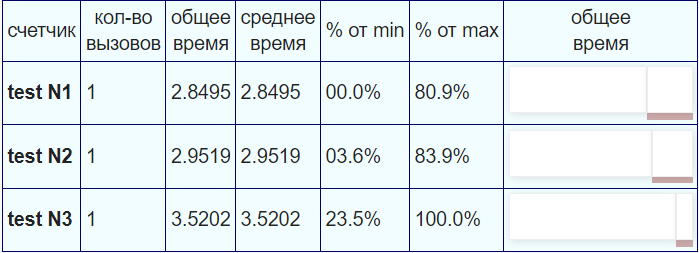 счетчик кол-во вызовов общее время среднее время % от min % от max общее время
test N1 1 2.8495 2.8495 00.0% 80.9%
test N2 1 2.9519 2.9519 03.6% 83.9%
test N3 1 3.5202 3.5202 23.5% 100.0%